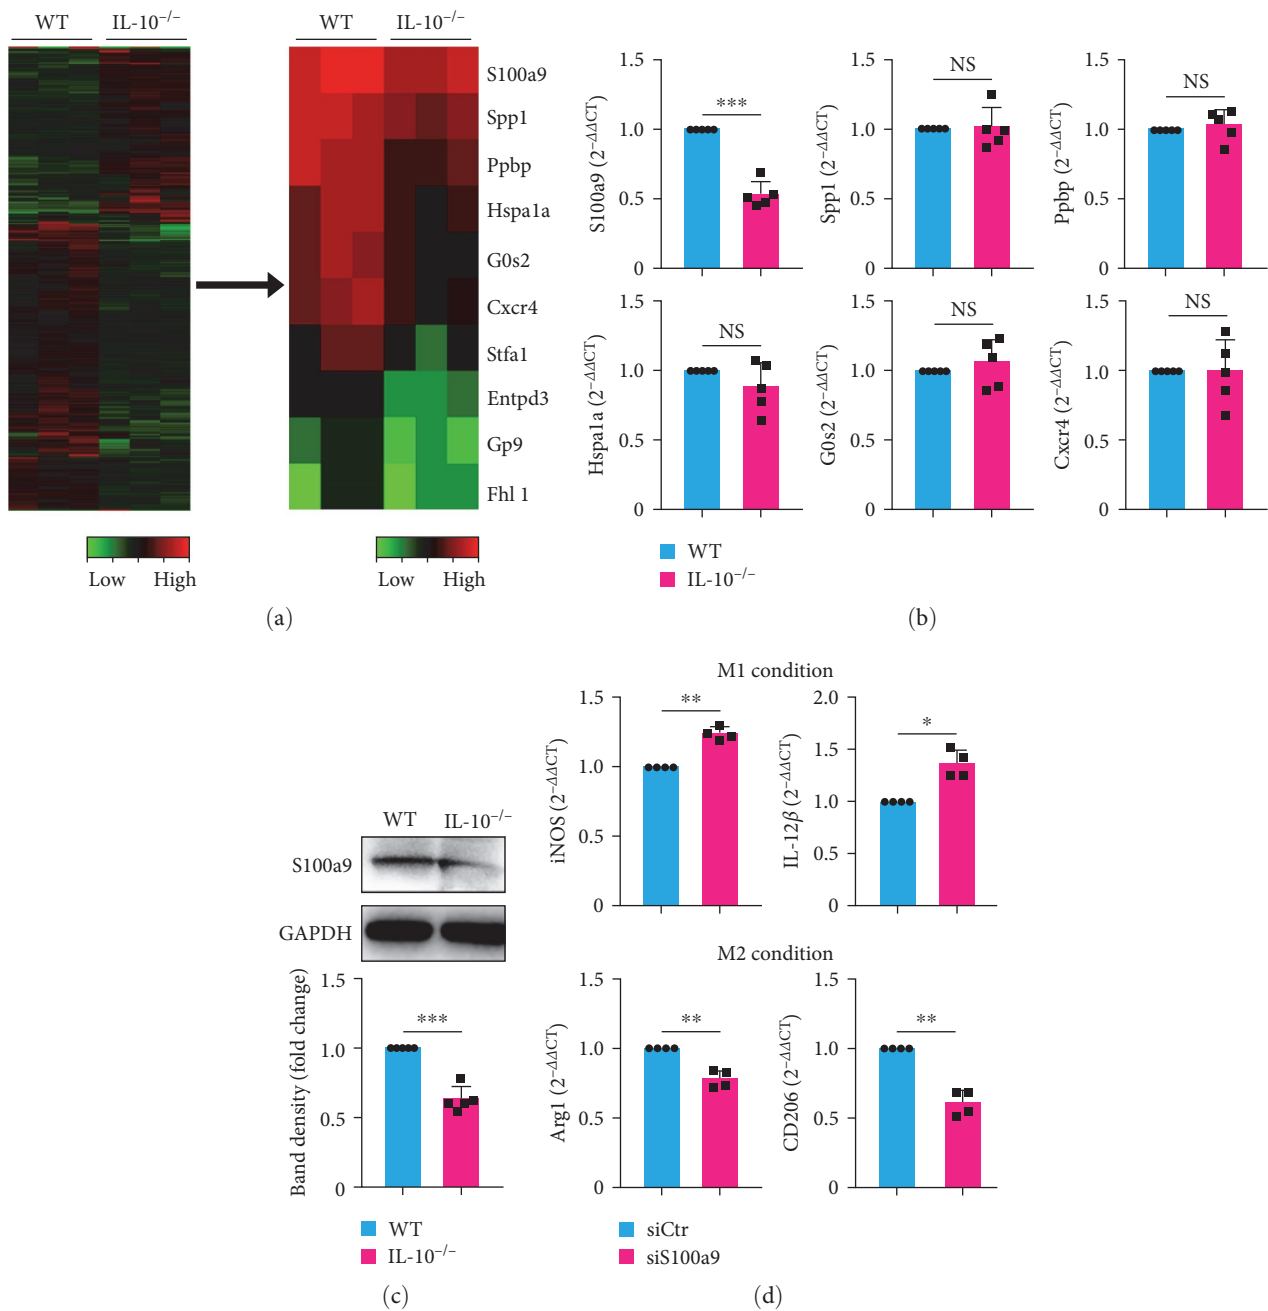 WT IL-10⁻/⁻ WT IL-10⁻/⁻
S100a9
Spp1
Ppbp
Hspa1a
G0s2
Cxcr4
Stfa1
Entpd3
Gp9
Fhl 1
Low High
Low High
(a)
S100a9 (2⁻ΔΔCT)
1.5
1.0
0.5
0
***
Spp1 (2⁻ΔΔCT)
1.5
1.0
0.5
0
NS
Ppbp (2⁻ΔΔCT)
1.5
1.0
0.5
0
NS
Hspa1a (2⁻ΔΔCT)
1.5
1.0
0.5
0
NS
G0s2 (2⁻ΔΔCT)
1.5
1.0
0.5
0
NS
Cxcr4 (2⁻ΔΔCT)
1.5
1.0
0.5
0
NS
WT
IL-10⁻/⁻
(b)
WT IL-10⁻/⁻
S100a9
GAPDH
Band density (fold change)
1.5
1.0
0.5
0
***
WT
IL-10⁻/⁻
(c)
M1 condition
iNOS (2⁻ΔΔCT)
1.5
1.0
0.5
0
**
IL-12β (2⁻ΔΔCT)
2.0
1.5
1.0
0.5
0
*
M2 condition
Arg1 (2⁻ΔΔCT)
1.5
1.0
0.5
0
**
CD206 (2⁻ΔΔCT)
1.5
1.0
0.5
0
**
siCtr
siS100a9
(d)